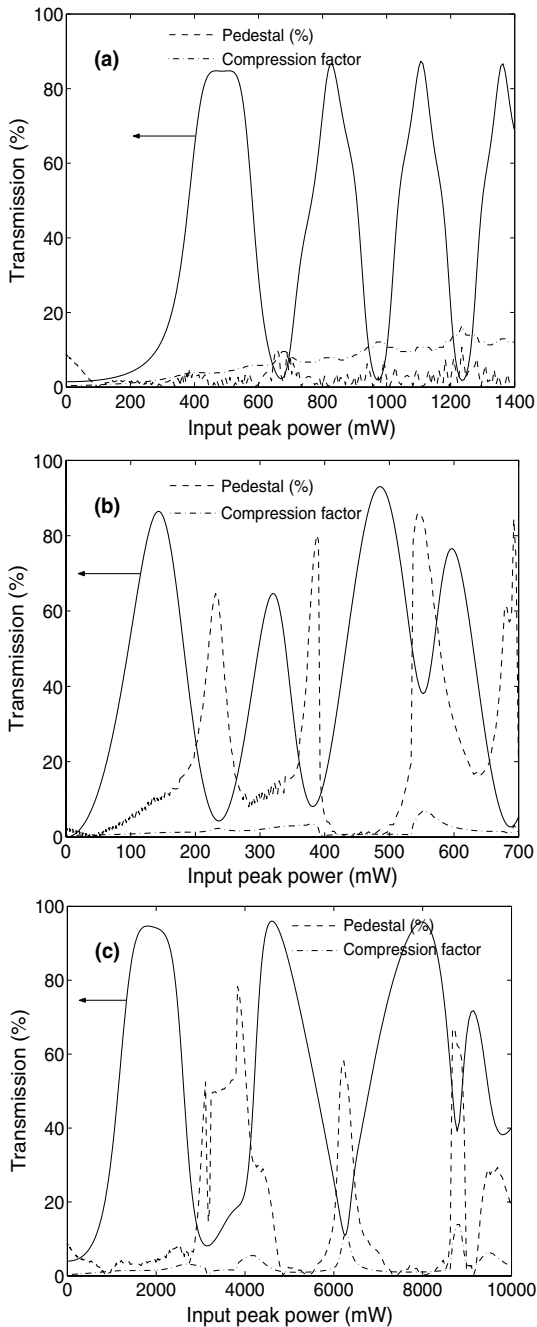 100
80
60
40
20
0
Transmission (%)
(a)
Pedestal (%)
Compression factor
0
200
400
600
800
1000
1200
1400
Input peak power (mW)
100
80
60
40
20
0
Transmission (%)
(b)
Pedestal (%)
Compression factor
0
100
200
300
400
500
600
700
Input peak power (mW)
100
80
60
40
20
0
Transmission (%)
(c)
Pedestal (%)
Compression factor
0
2000
4000
6000
8000
10000
Input peak power (mW)